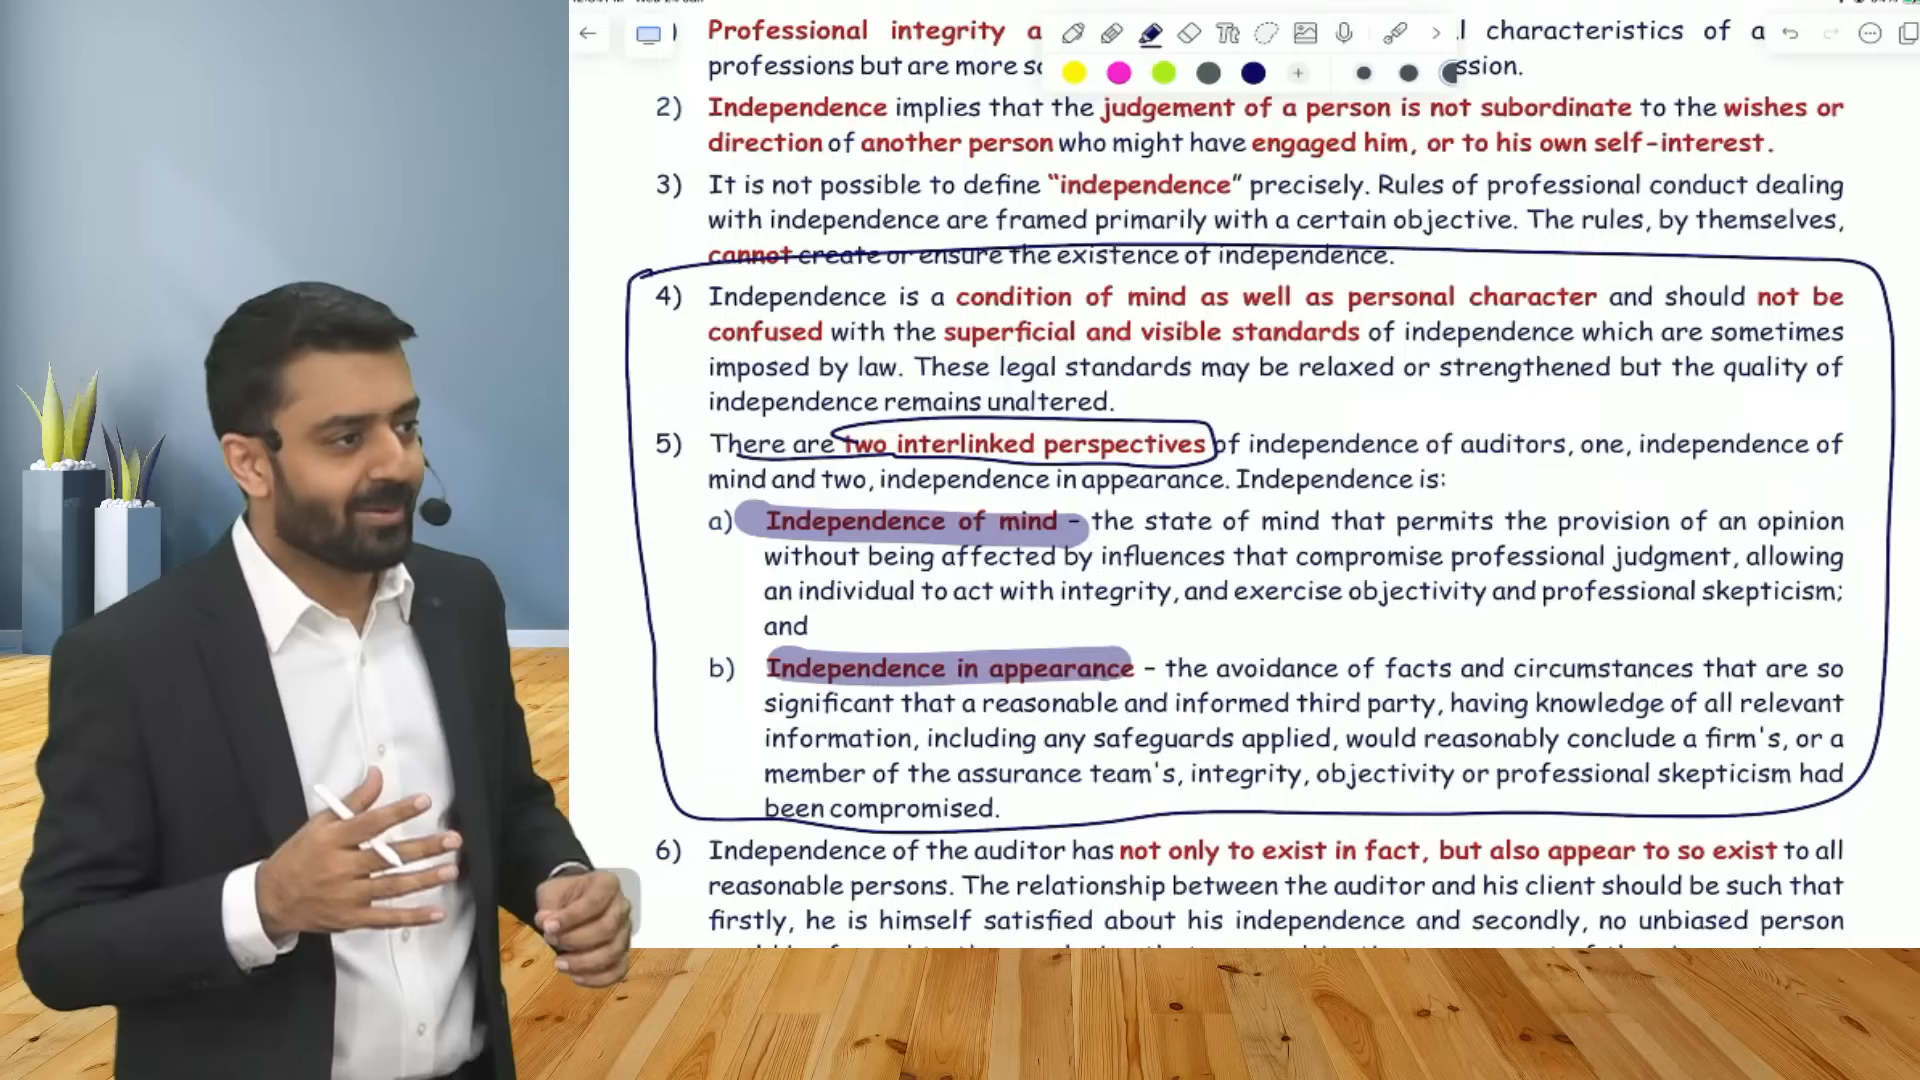 Professional integrity a
characteristics of a
professions but are more
ssion.
2) Independence implies that the judgement of a person is not subordinate to the wishes or
direction of another person who might have engaged him, or to his own self-interest.
3) It is not possible to define “independence” precisely. Rules of professional conduct dealing
with independence are framed primarily with a certain objective. The rules, by themselves,
cannot create or ensure the existence of independence.
4) Independence is a condition of mind as well as personal character and should not be
confused with the superficial and visible standards of independence which are sometimes
imposed by law. These legal standards may be relaxed or strengthened but the quality of
independence remains unaltered.
5) There are two interlinked perspectives of independence of auditors, one, independence of
mind and two, independence in appearance. Independence is:
a) Independence of mind – the state of mind that permits the provision of an opinion
without being affected by influences that compromise professional judgment, allowing
an individual to act with integrity, and exercise objectivity and professional skepticism;
and
b) Independence in appearance – the avoidance of facts and circumstances that are so
significant that a reasonable and informed third party, having knowledge of all relevant
information, including any safeguards applied, would reasonably conclude a firm's, or a
member of the assurance team's, integrity, objectivity or professional skepticism had
been compromised.
6) Independence of the auditor has not only to exist in fact, but also appear to so exist to all
reasonable persons. The relationship between the auditor and his client should be such that
firstly, he is himself satisfied about his independence and secondly, no unbiased person